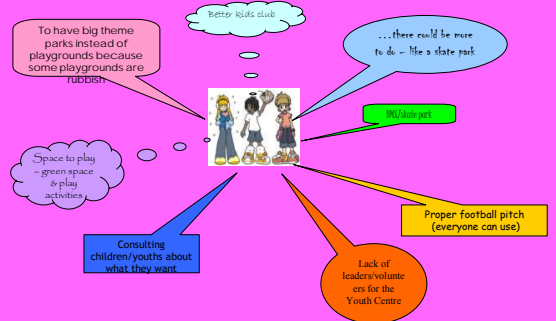 Better kids club
To have big theme
parks instead of
playgrounds because
some playgrounds are
rubbish
...there could be more
to do – like a skate park
BMX/skate park
Space to play
– green space
& play
activities
Proper football pitch
(everyone can use)
Consulting
children/youths about
what they want
Lack of
leaders/volunte
ers for the
Youth Centre